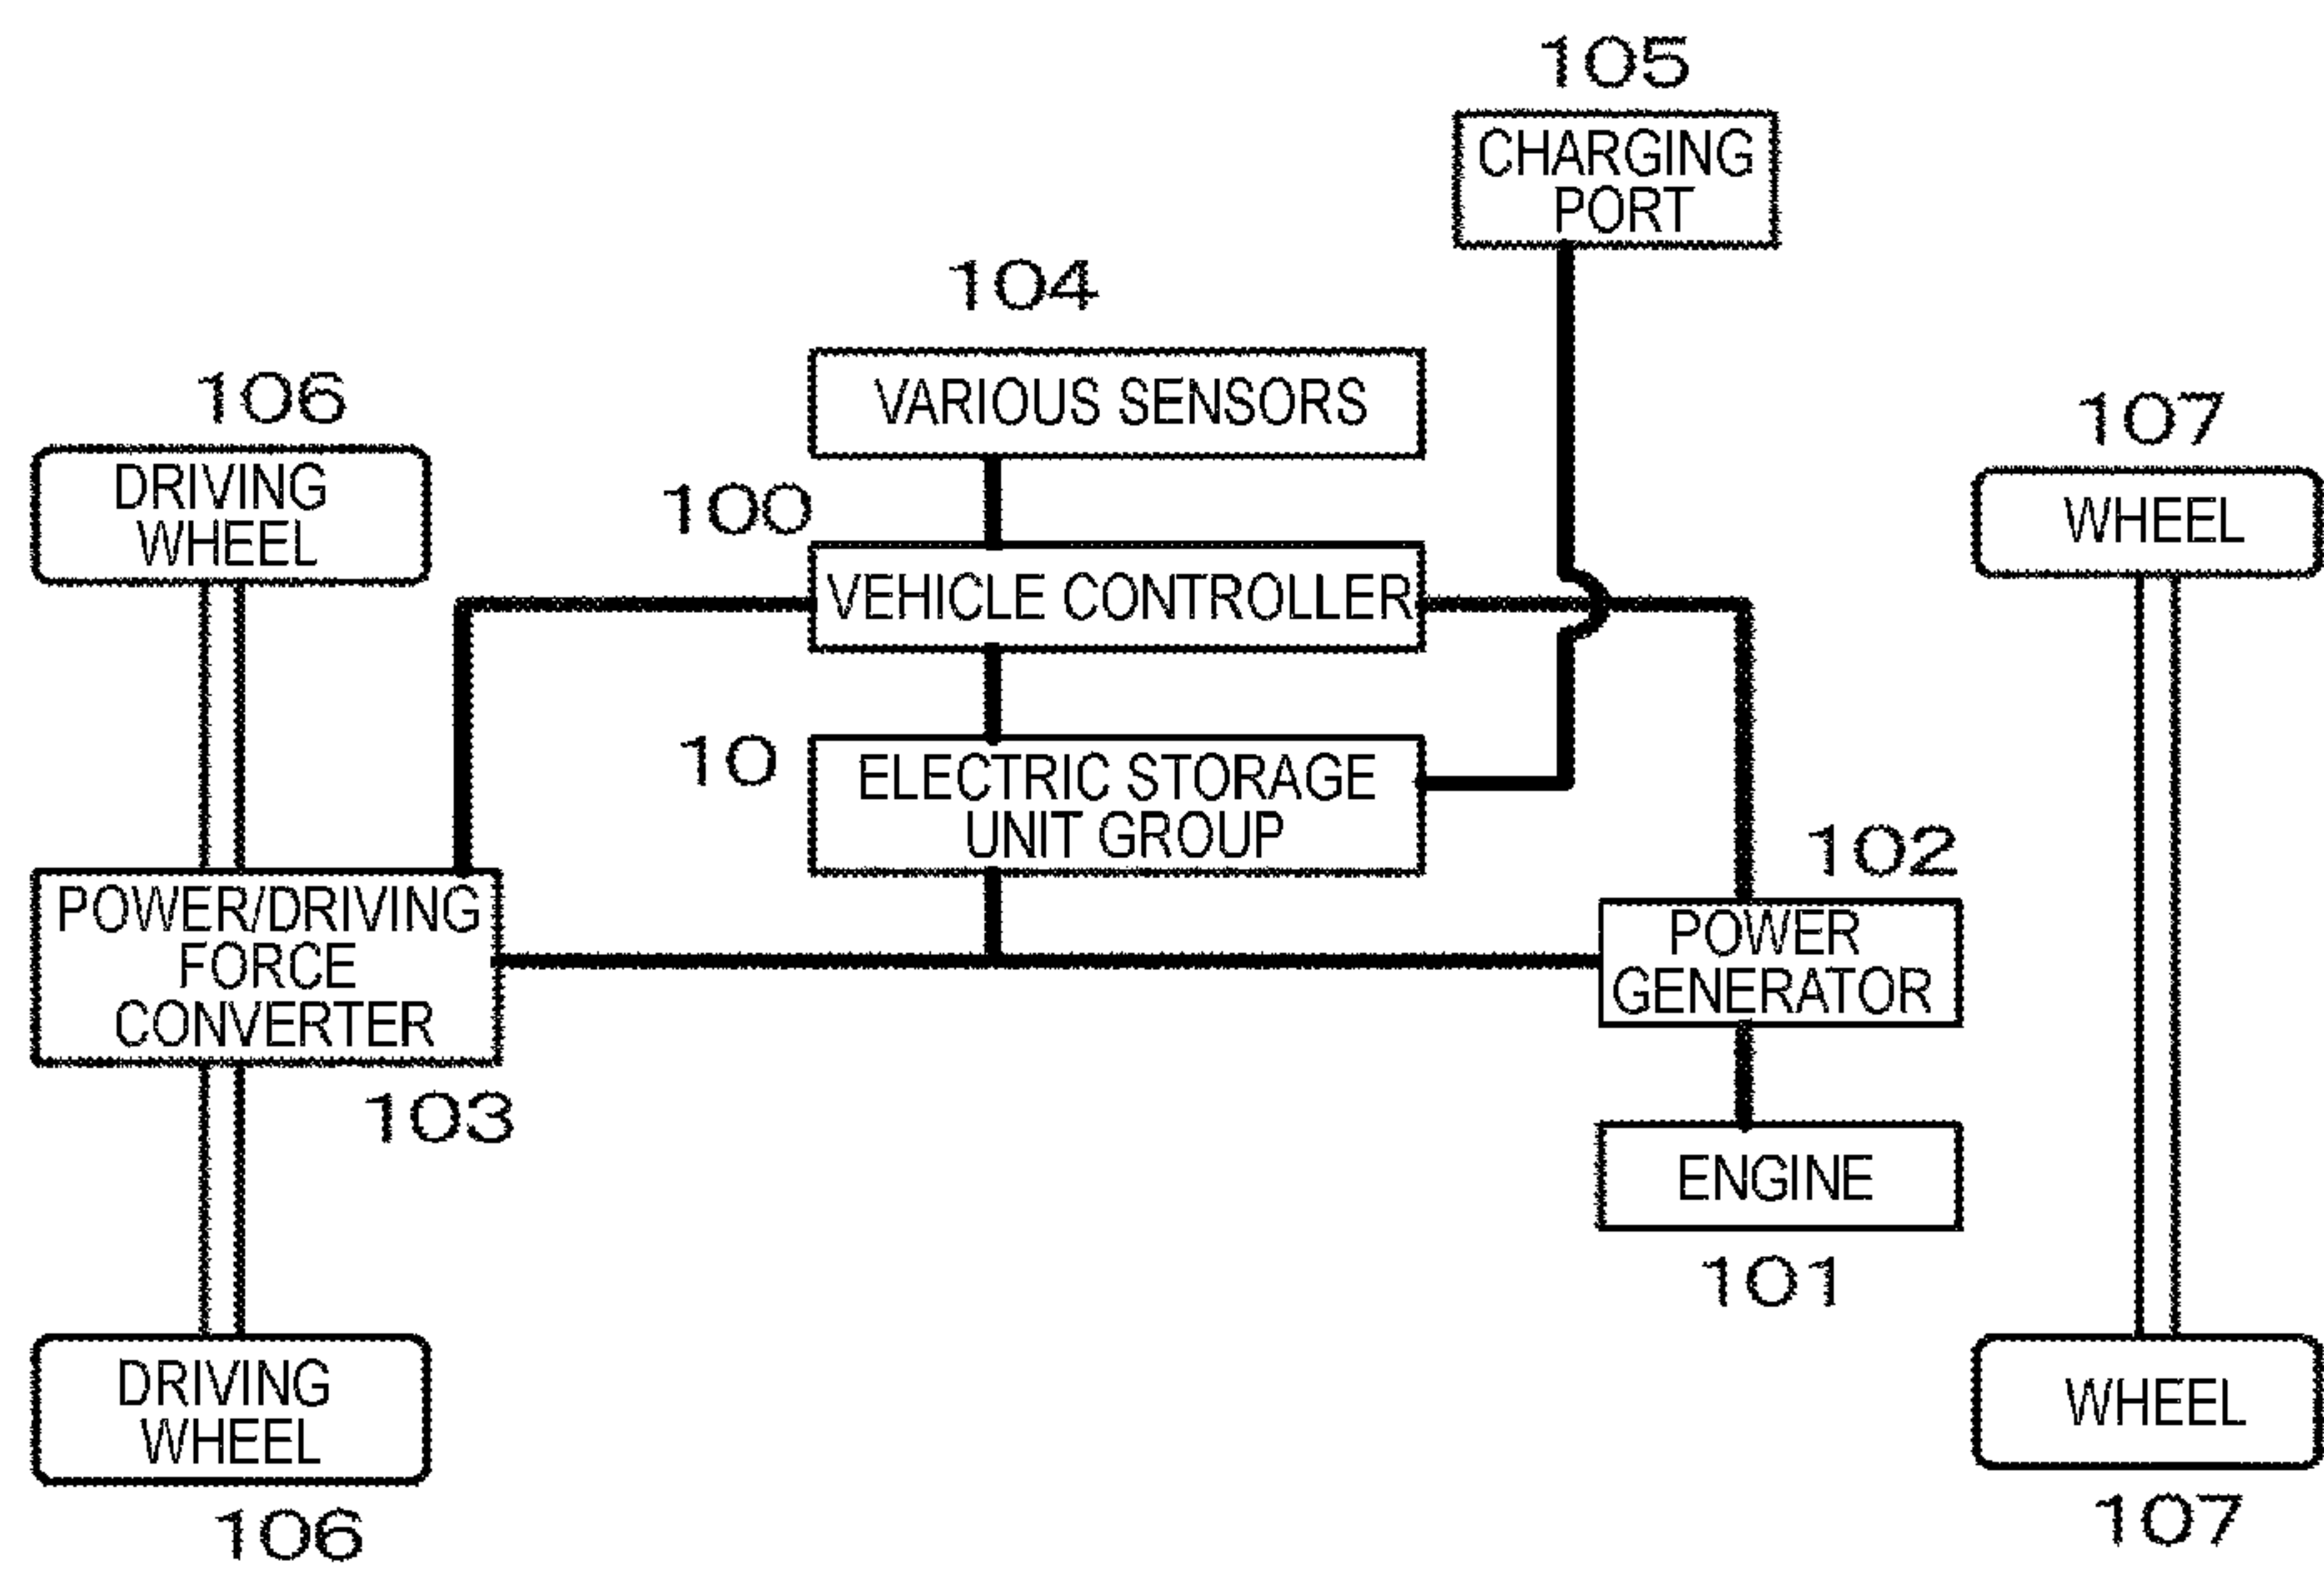 105
CHARGING
PORT
104
VARIOUS SENSORS
106
DRIVING
WHEEL
107
WHEEL
100
VEHICLE CONTROLLER
10
ELECTRIC STORAGE
UNIT GROUP
102
POWER
GENERATOR
POWER/DRIVING
FORCE
CONVERTER
103
ENGINE
101
DRIVING
WHEEL
106
WHEEL
107